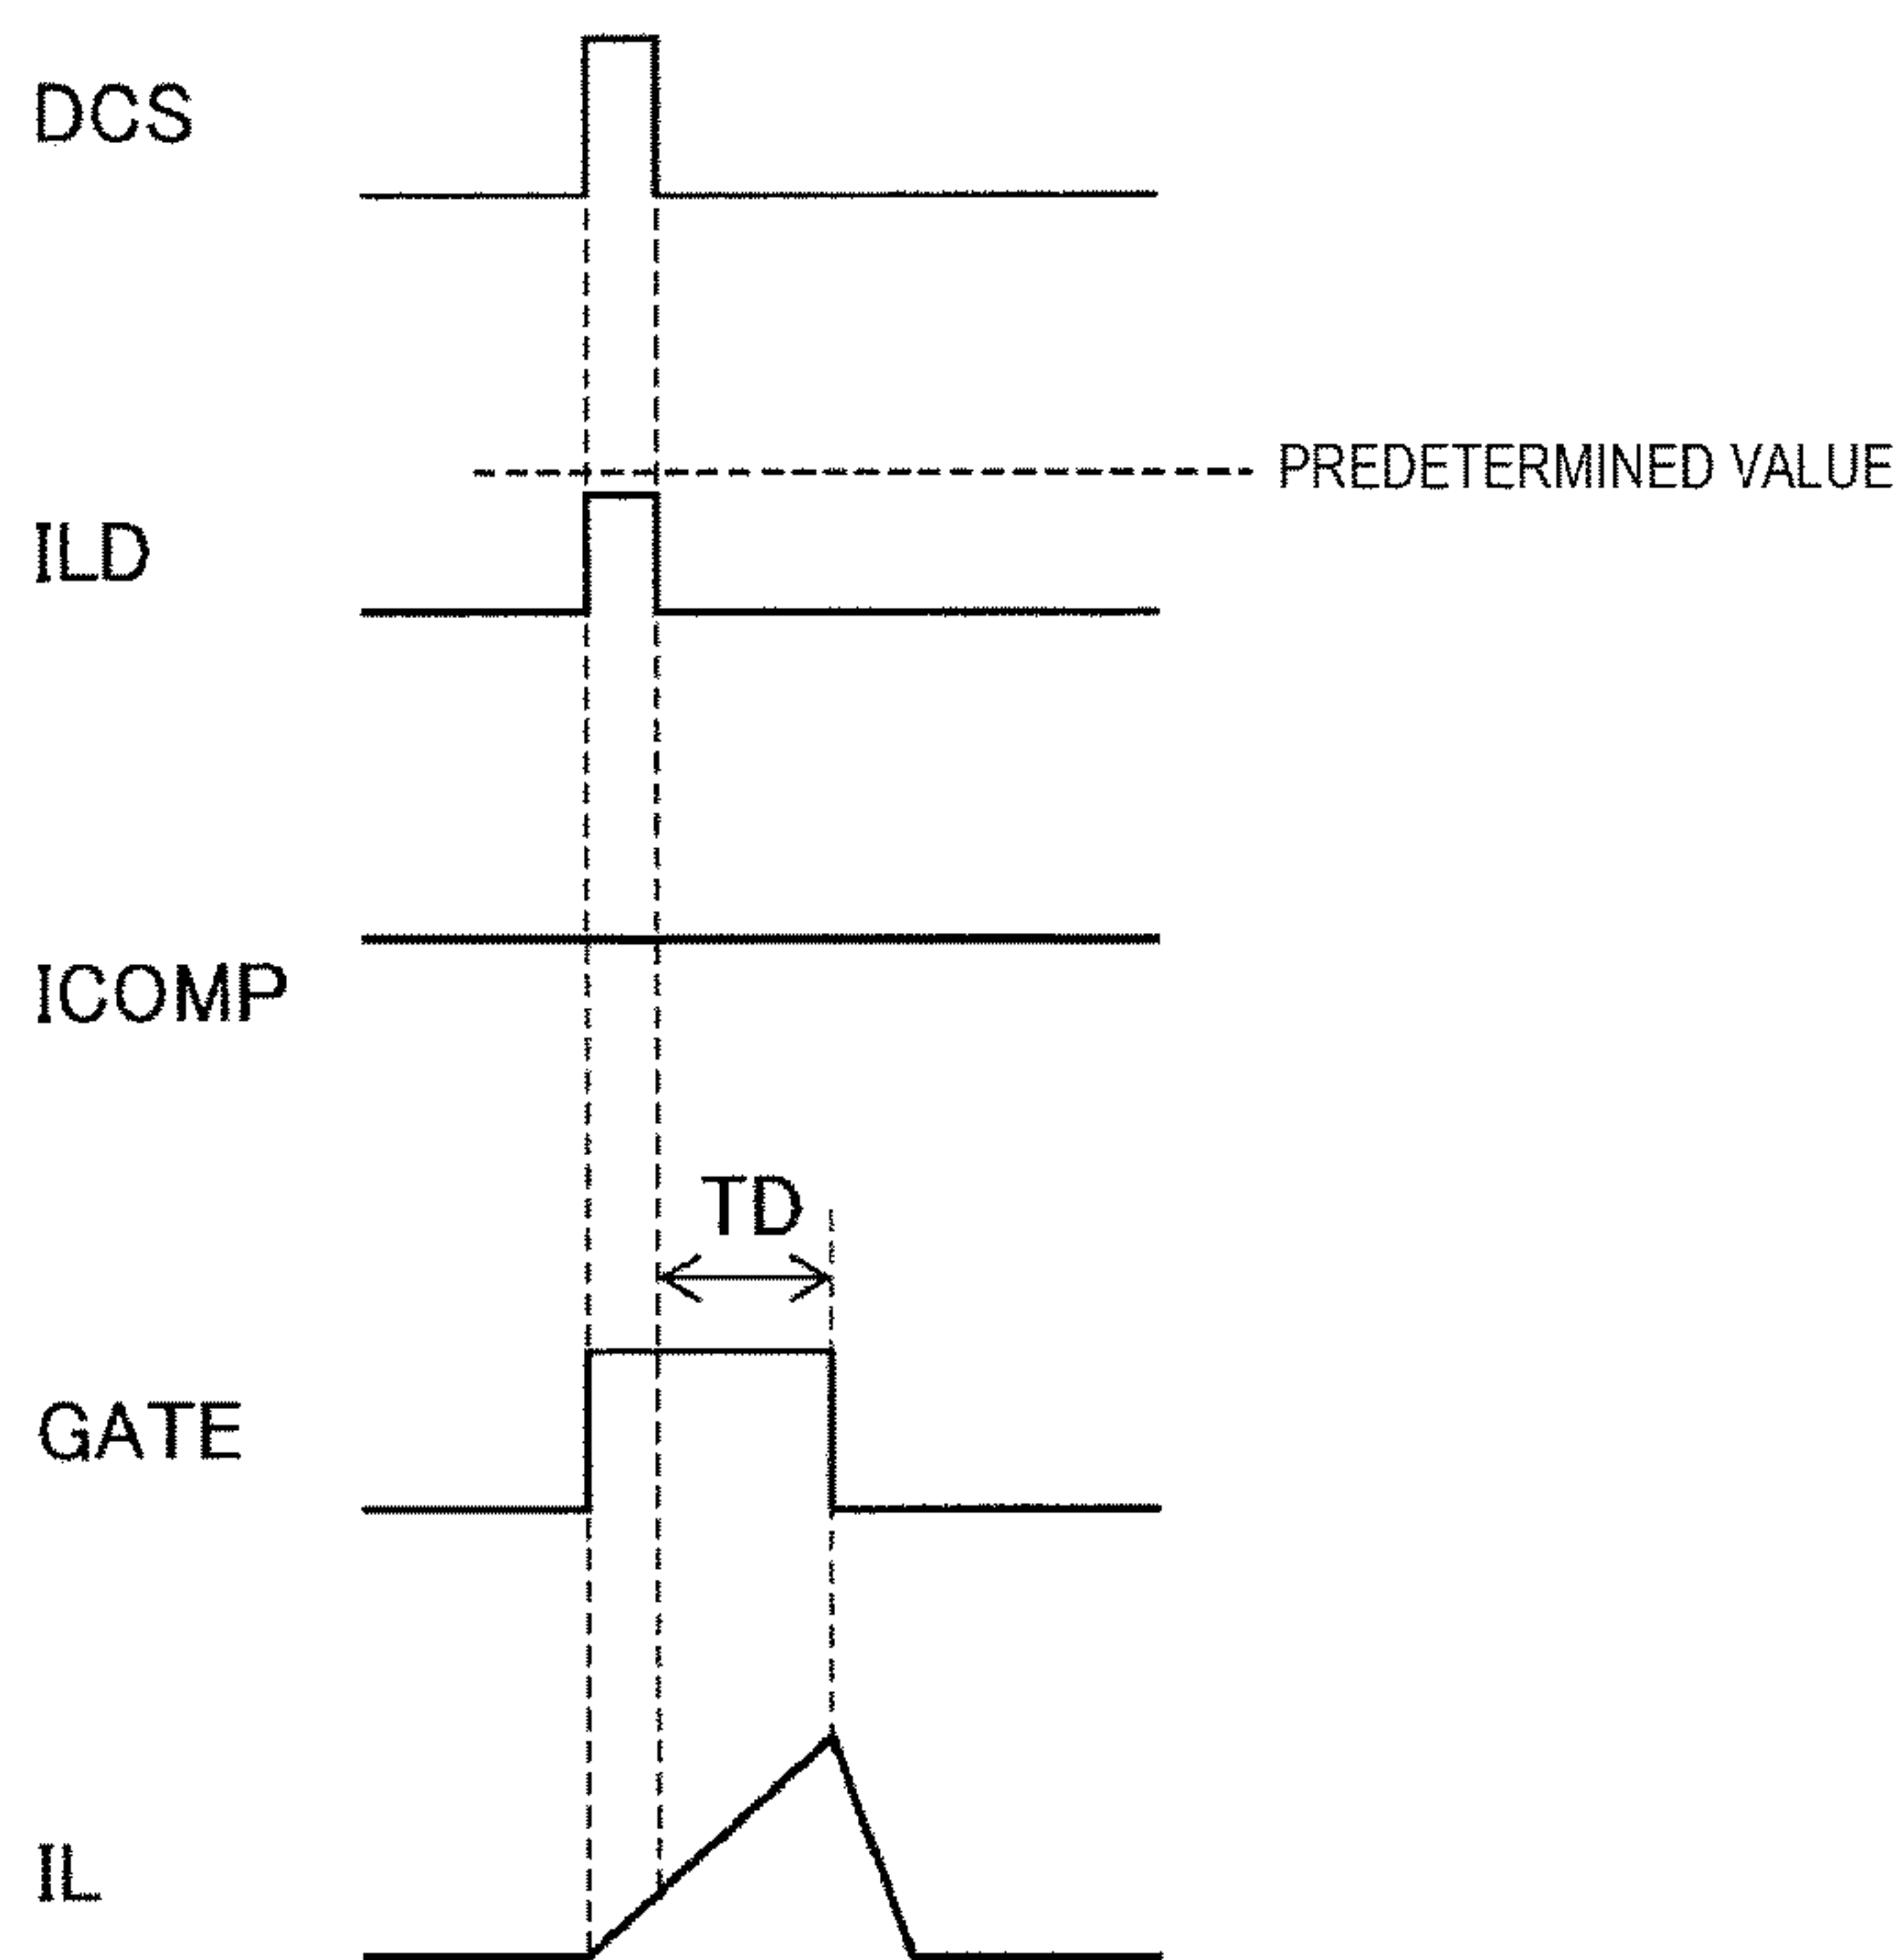 DCS
PREDETERMINED VALUE
ILD
ICOMP
TD
GATE
IL